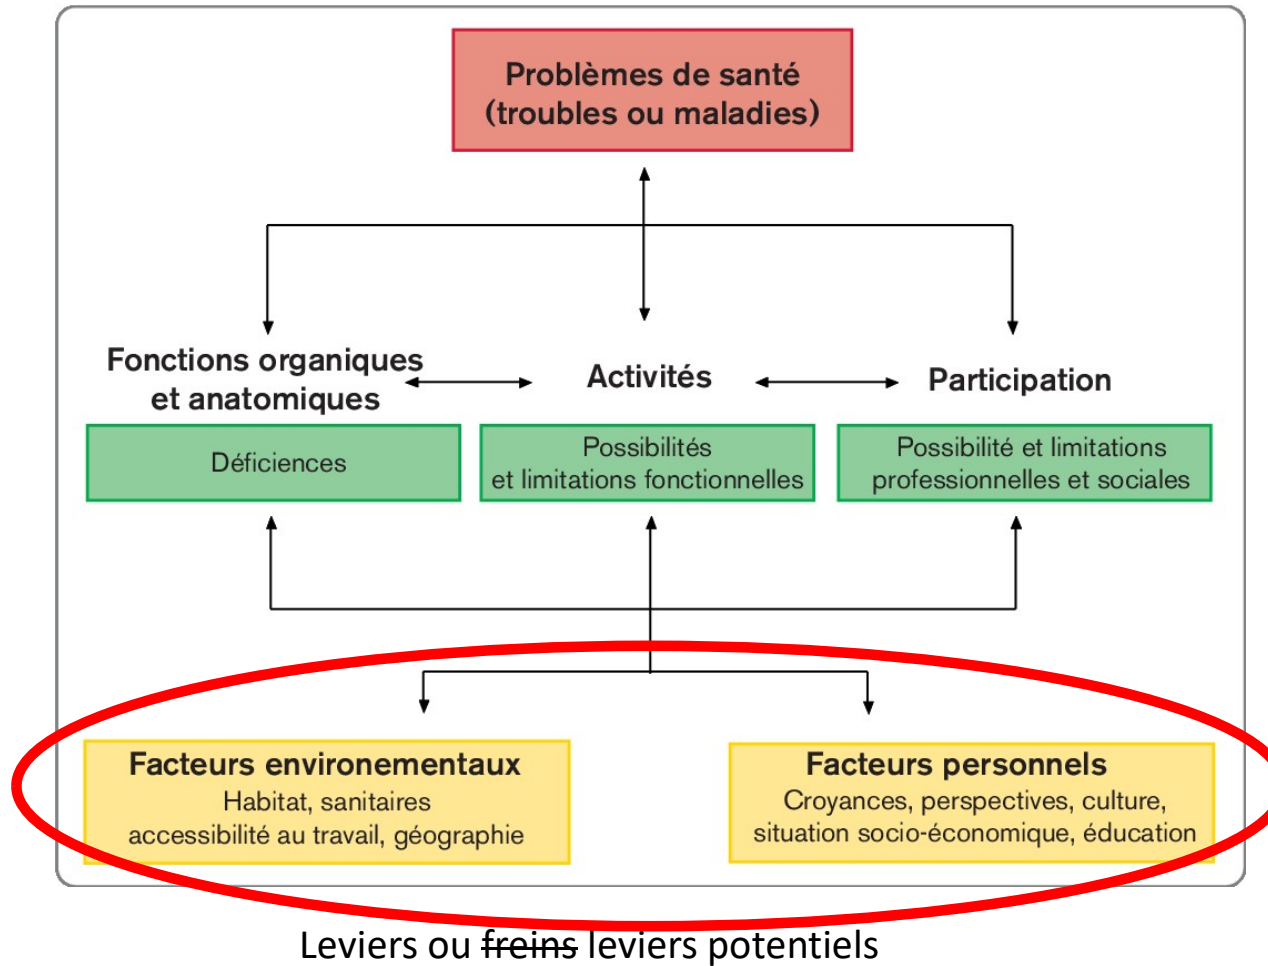 Problèmes de santé
(troubles ou maladies)
Fonctions organiques
et anatomiques
Activités
Participation
Déficiences
Possibilités
et limitations fonctionnelles
Possibilité et limitations
professionnelles et sociales
Facteurs environementaux
Habitat, sanitaires
accessibilité au travail, géographie
Facteurs personnels
Croyances, perspectives, culture,
situation socio-économique, éducation
Leviers ou freins leviers potentiels